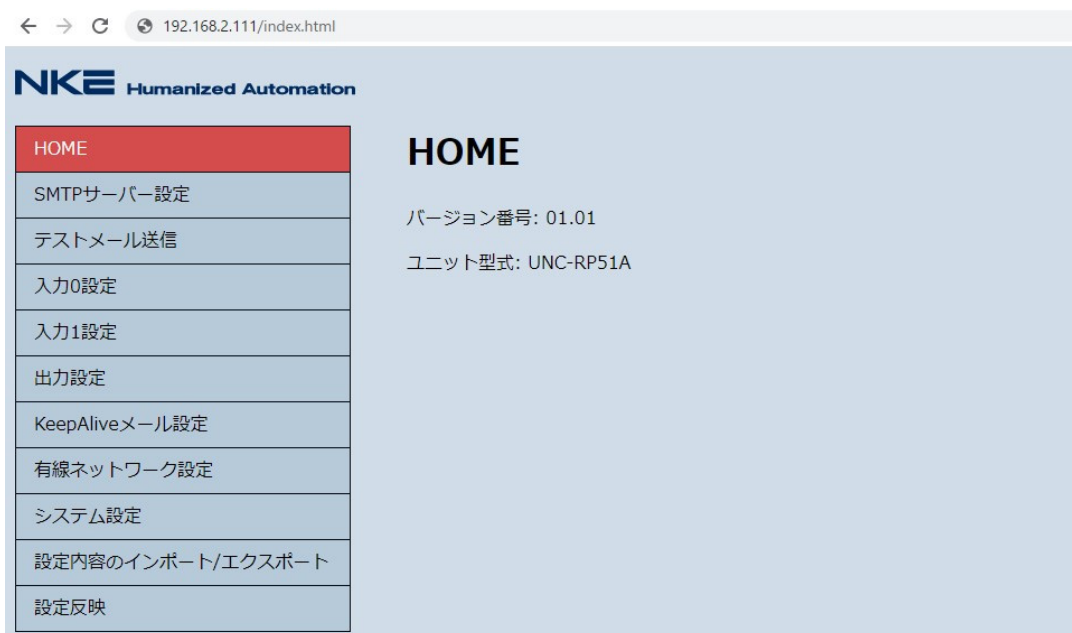 192.168.2.111/index.html
NKE Humanized Automation
HOME
SMTPサーバー設定
テストメール送信
入力0設定
入力1設定
出力設定
KeepAliveメール設定
有線ネットワーク設定
システム設定
設定内容のインポート/エクスポート
設定反映
HOME
バージョン番号: 01.01
ユニット型式: UNC-RP51A